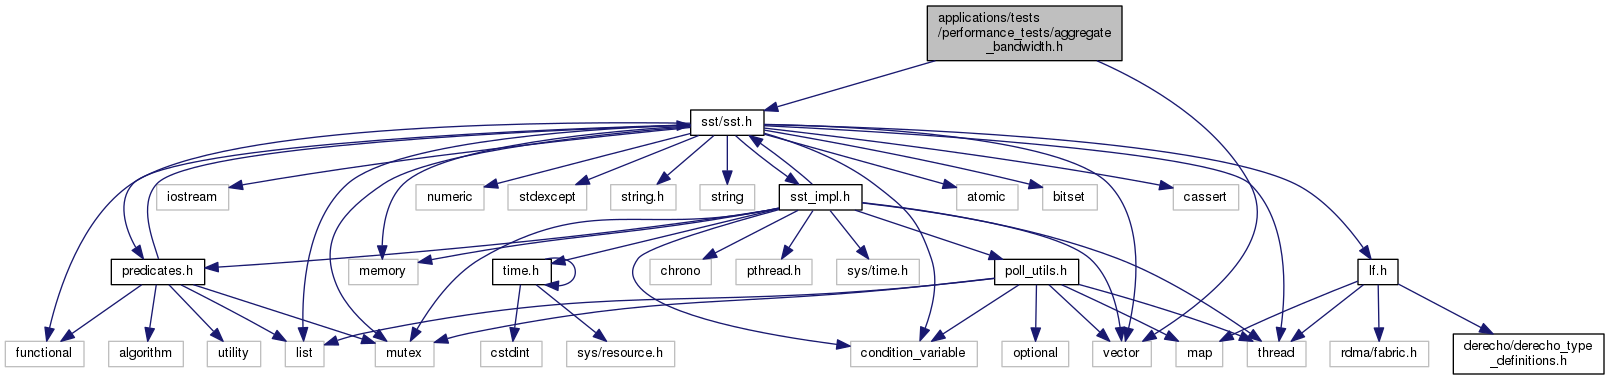 applications/tests
/performance_tests/aggregate
_bandwidth.h
sst/sst.h
iostream
numeric
stdexcept
string.h
string
sst_impl.h
atomic
bitset
cassert
predicates.h
memory
time.h
chrono
pthread.h
sys/time.h
poll_utils.h
lf.h
functional
algorithm
utility
list
mutex
cstdint
sys/resource.h
condition_variable
optional
vector
map
thread
rdma/fabric.h
derecho/derecho_type
_definitions.h